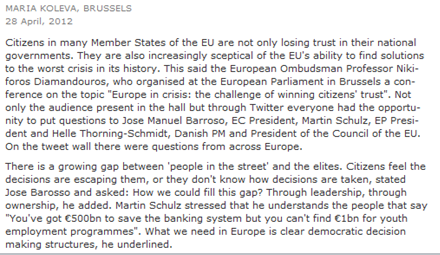 MARIA KOLEVA, BRUSSELS
28 April, 2012
Citizens in many Member States of the EU are not only losing trust in their national
governments. They are also increasingly sceptical of the EU's ability to find solutions
to the worst crisis in its history. This said the European Ombudsman Professor Niki-
foros Diamandouros, who organised at the European Parliament in Brussels a con-
ference on the topic "Europe in crisis: the challenge of winning citizens' trust". Not
only the audience present in the hall but through Twitter everyone had the opportu-
nity to put questions to Jose Manuel Barroso, EC President, Martin Schulz, EP Presi-
dent and Helle Thorning-Schmidt, Danish PM and President of the Council of the EU.
On the tweet wall there were questions from across Europe.
There is a growing gap between 'people in the street' and the elites. Citizens feel the
decisions are escaping them, or they don't know how decisions are taken, stated
Jose Barosso and asked: How we could fill this gap? Through leadership, through
ownership, he added. Martin Schulz stressed that he understands the people that say
"You've got €500bn to save the banking system but you can't find €1bn for youth
employment programmes". What we need in Europe is clear democratic decision
making structures, he underlined.